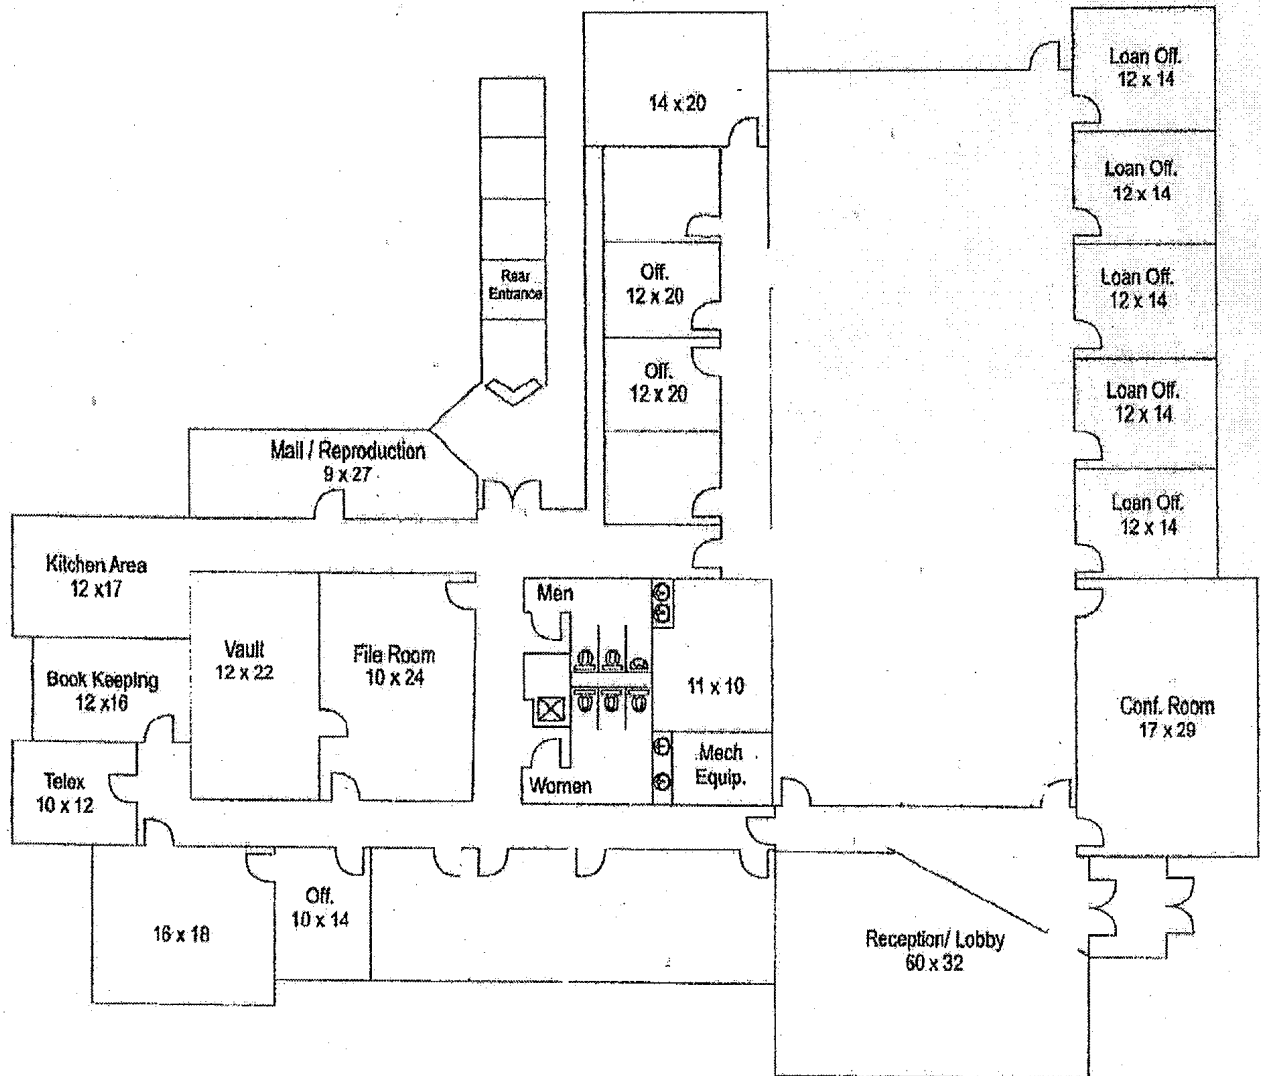 14 x 20
Loan Off.
12 x 14
Loan Off.
12 x 14
Rear
Entrance
Off.
12 x 20
Loan Off.
12 x 14
Off.
12 x 20
Loan Off.
12 x 14
Mail / Reproduction
9 x 27
Loan Off.
12 x 14
Kitchen Area
12 x17
Men
Vault
12 x 22
File Room
10 x 24
Book Keeping
12 x16
11 x 10
Conf. Room
17 x 29
Telex
10 x 12
Women
Mech
Equip.
16 x 18
Off.
10 x 14
Reception/ Lobby
60 x 32